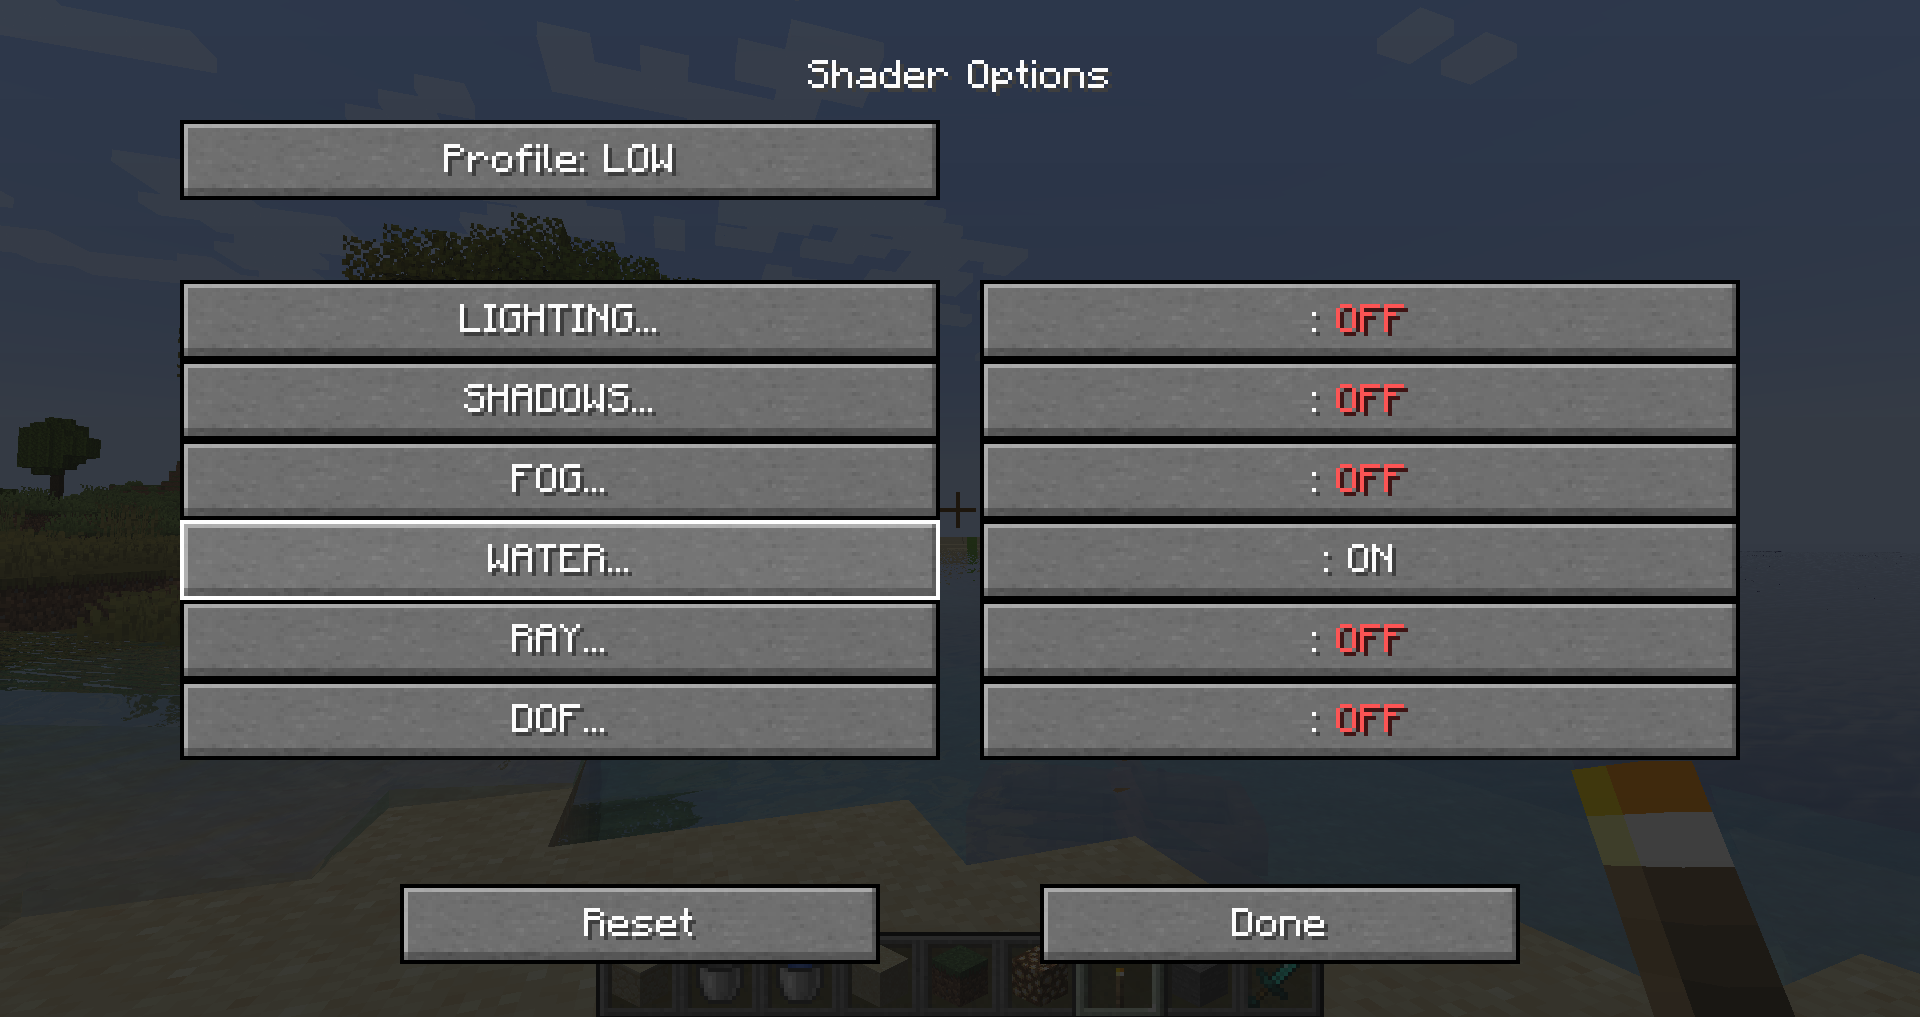 Shader Options
Profile: LOW
LIGHTING...
: OFF
SHADOWS...
: OFF
FOG...
: OFF
WATER...
: ON
RAY...
: OFF
DOF...
: OFF
Reset
Done